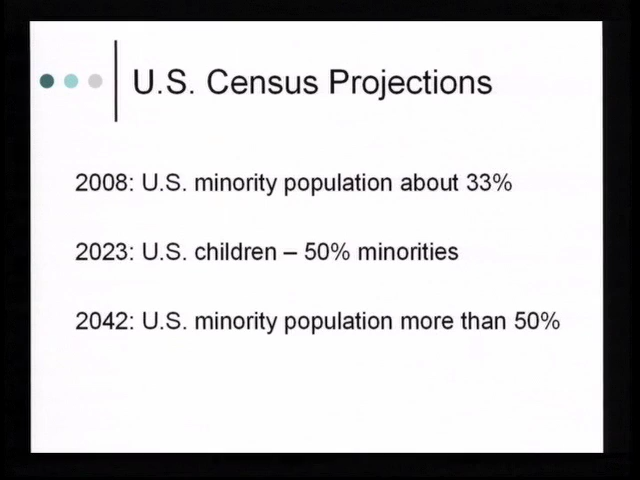 U.S. Census Projections
2008: U.S. minority population about 33%
2023: U.S. children – 50% minorities
2042: U.S. minority population more than 50%